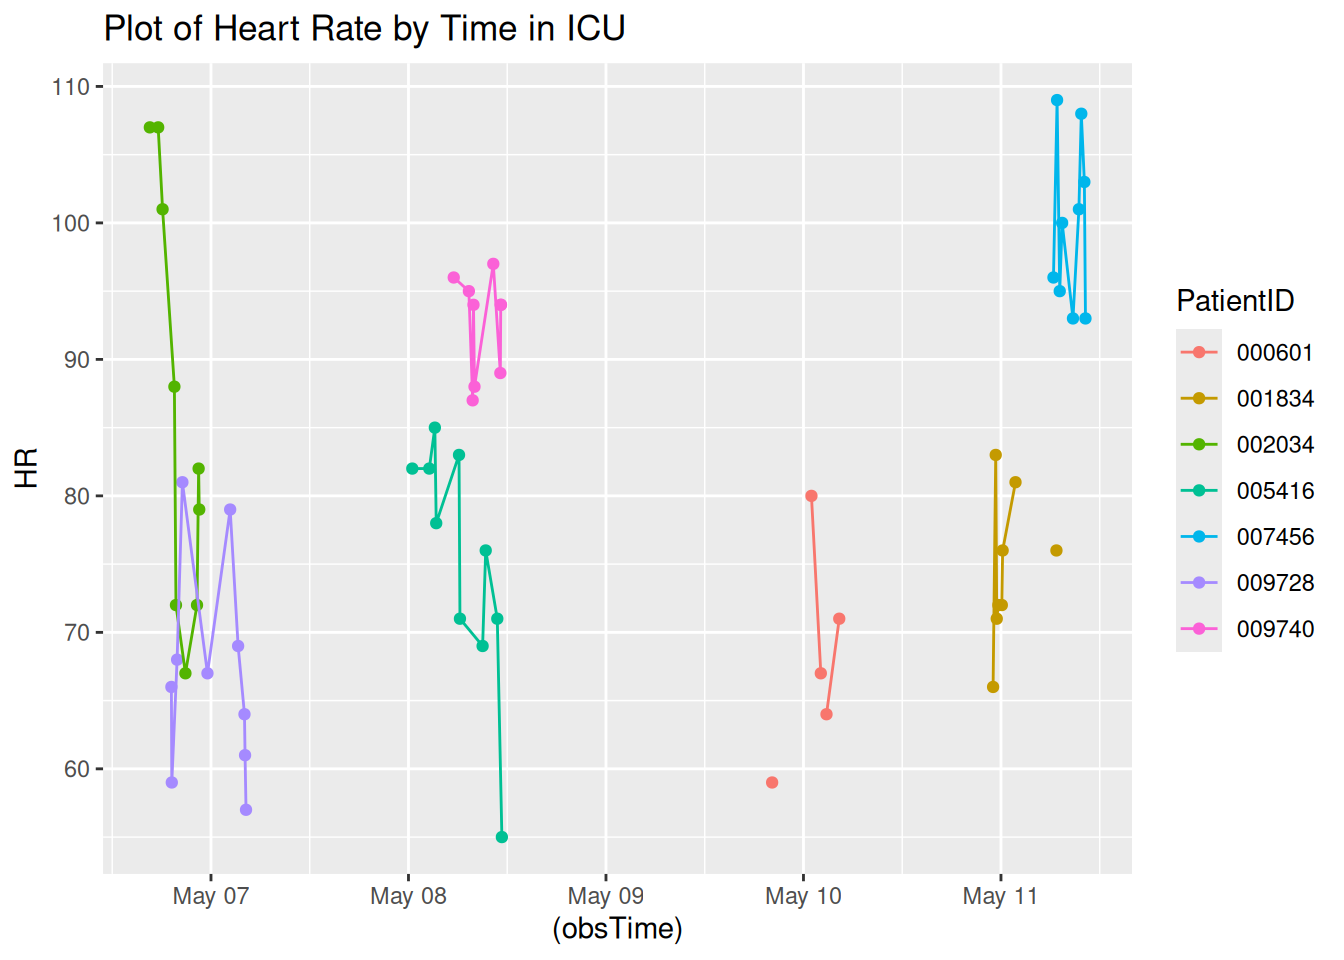 Plot of Heart Rate by Time in ICU
110
100
90
80
70
60
HR
May 07
May 08
May 09
May 10
May 11
(obsTime)
PatientID
000601
001834
002034
005416
007456
009728
009740